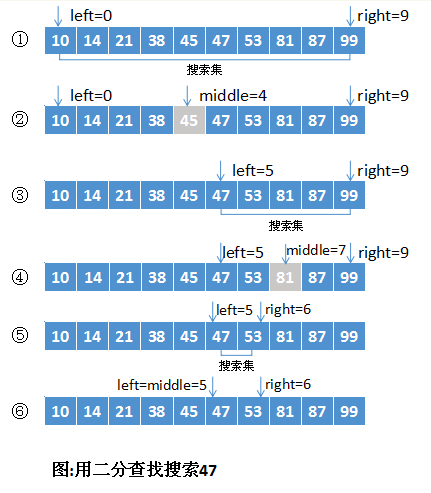 left=0 right=9
① 10 14 21 38 45 47 53 81 87 99
搜索集
left=0 middle=4 right=9
② 10 14 21 38 45 47 53 81 87 99
left=5 right=9
③ 10 14 21 38 45 47 53 81 87 99
搜索集
left=5 middle=7 right=9
④ 10 14 21 38 45 47 53 81 87 99
left=5 right=6
⑤ 10 14 21 38 45 47 53 81 87 99
搜索集
left=middle=5 right=6
⑥ 10 14 21 38 45 47 53 81 87 99
图:用二分查找搜索47